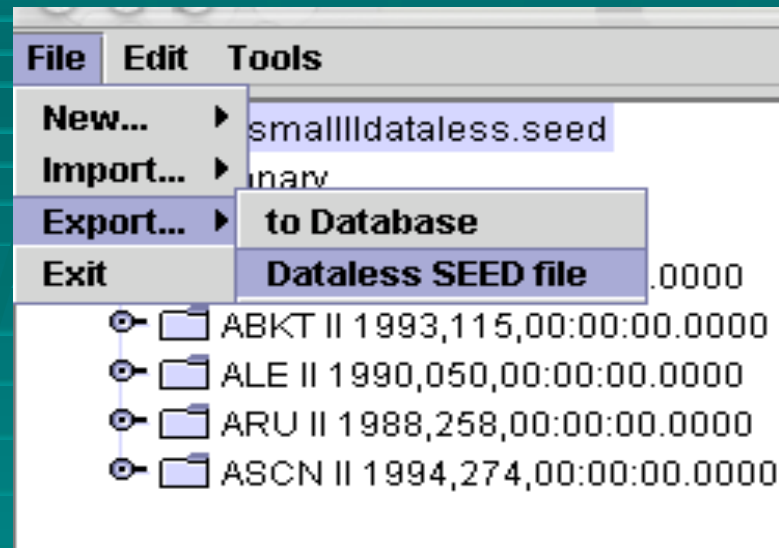 File Edit Tools
New...
smallllldataless.seed
Import...
Export...
to Database
Exit
Dataless SEED file
.0000
ABKT II 1993,115,00:00:00.0000
ALE II 1990,050,00:00:00.0000
ARU II 1988,258,00:00:00.0000
ASCN II 1994,274,00:00:00.0000